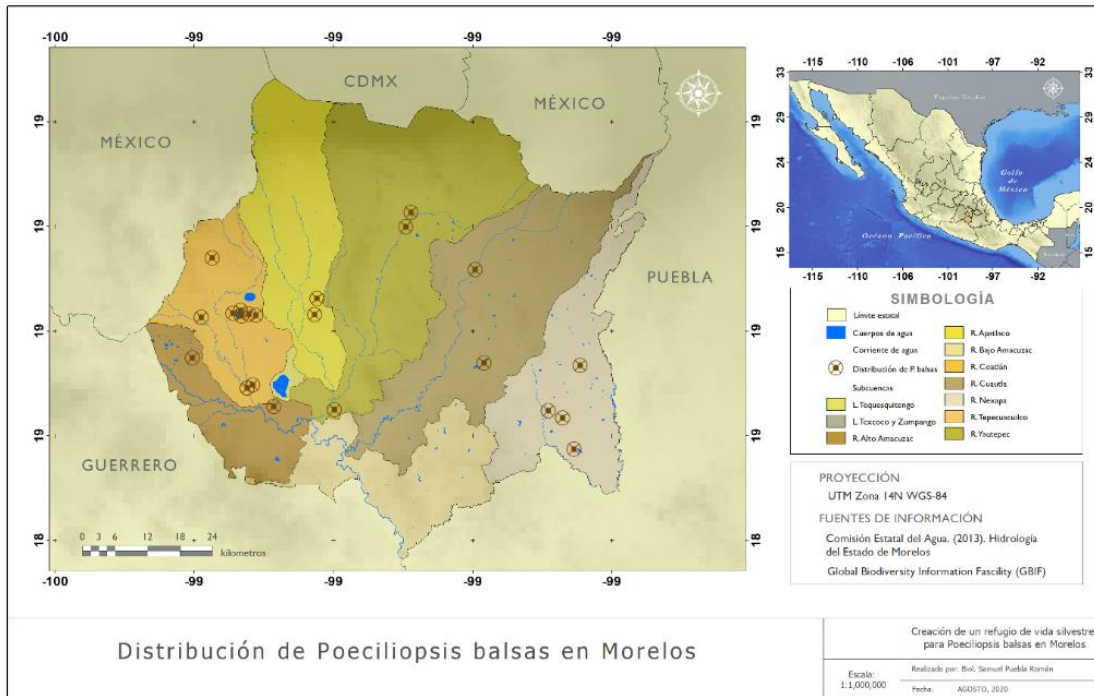 -100
-99
-99
-99
-99
CDMX
MÉXICO
MÉXICO
PUEBLA
GUERRERO
19
19
19
19
18
19
19
19
19
18
0 3 6 12 18 24
kilometros
-100
-99
-99
-99
-99
-115
-111
-106
-101
-97
-92
33
29
24
20
15
33
29
24
20
15
Estados Unidos
Golfo
de
México
Océano Pacífico
-115
-111
-106
-101
-97
-92
SIMBOLOGÍA
Límite estatal
Cuerpos de agua
Corriente de agua
Distribución de P. balsas
Subcuencas
L. Tequesquitengo
L. Texcoco y Zumpango
R. Alto Amacuzac
R. Apatlaco
R. Bajo Amacuzac
R. Coatlán
R. Cuautla
R. Nexapa
R. Tepecuacuilco
R. Yautepec
PROYECCIÓN
UTM Zona 14N WGS-84
FUENTES DE INFORMACIÓN
Comisión Estatal del Agua. (2013). Hidrología
del Estado de Morelos
Global Biodiversity Information Fascility (GBIF)
Distribución de Poeciliopsis balsas en Morelos
Escala:
1:1,000,000
Creación de un refugio de vida silvestre
para Poeciliopsis balsas en Morelos
Realizado por: Biol. Samuel Puebla Román
Fecha: AGOSTO, 2020